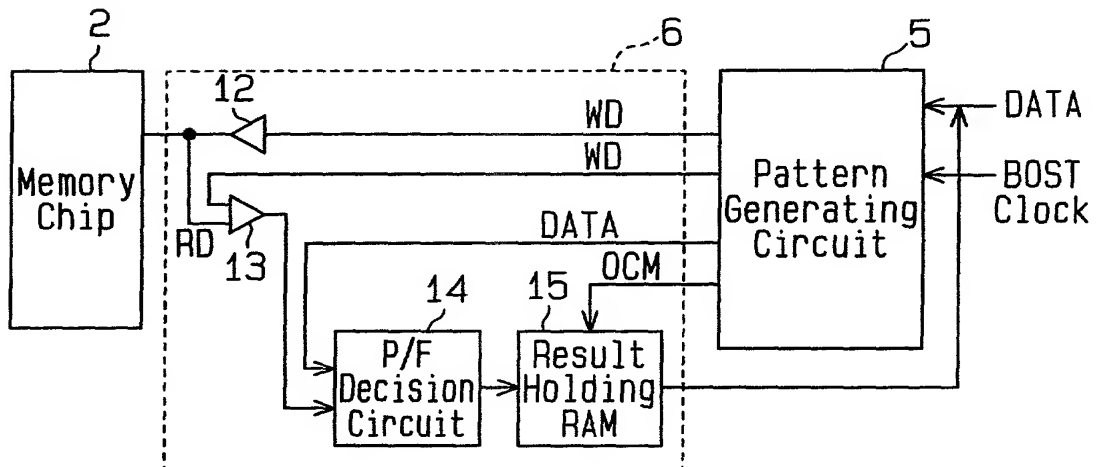 2
6
5
12
WD
DATA
WD
Memory
Chip
Pattern
Generating
Circuit
BOST
Clock
RD
13
DATA
OCM
14
15
P/F
Decision
Circuit
Result
Holding
RAM